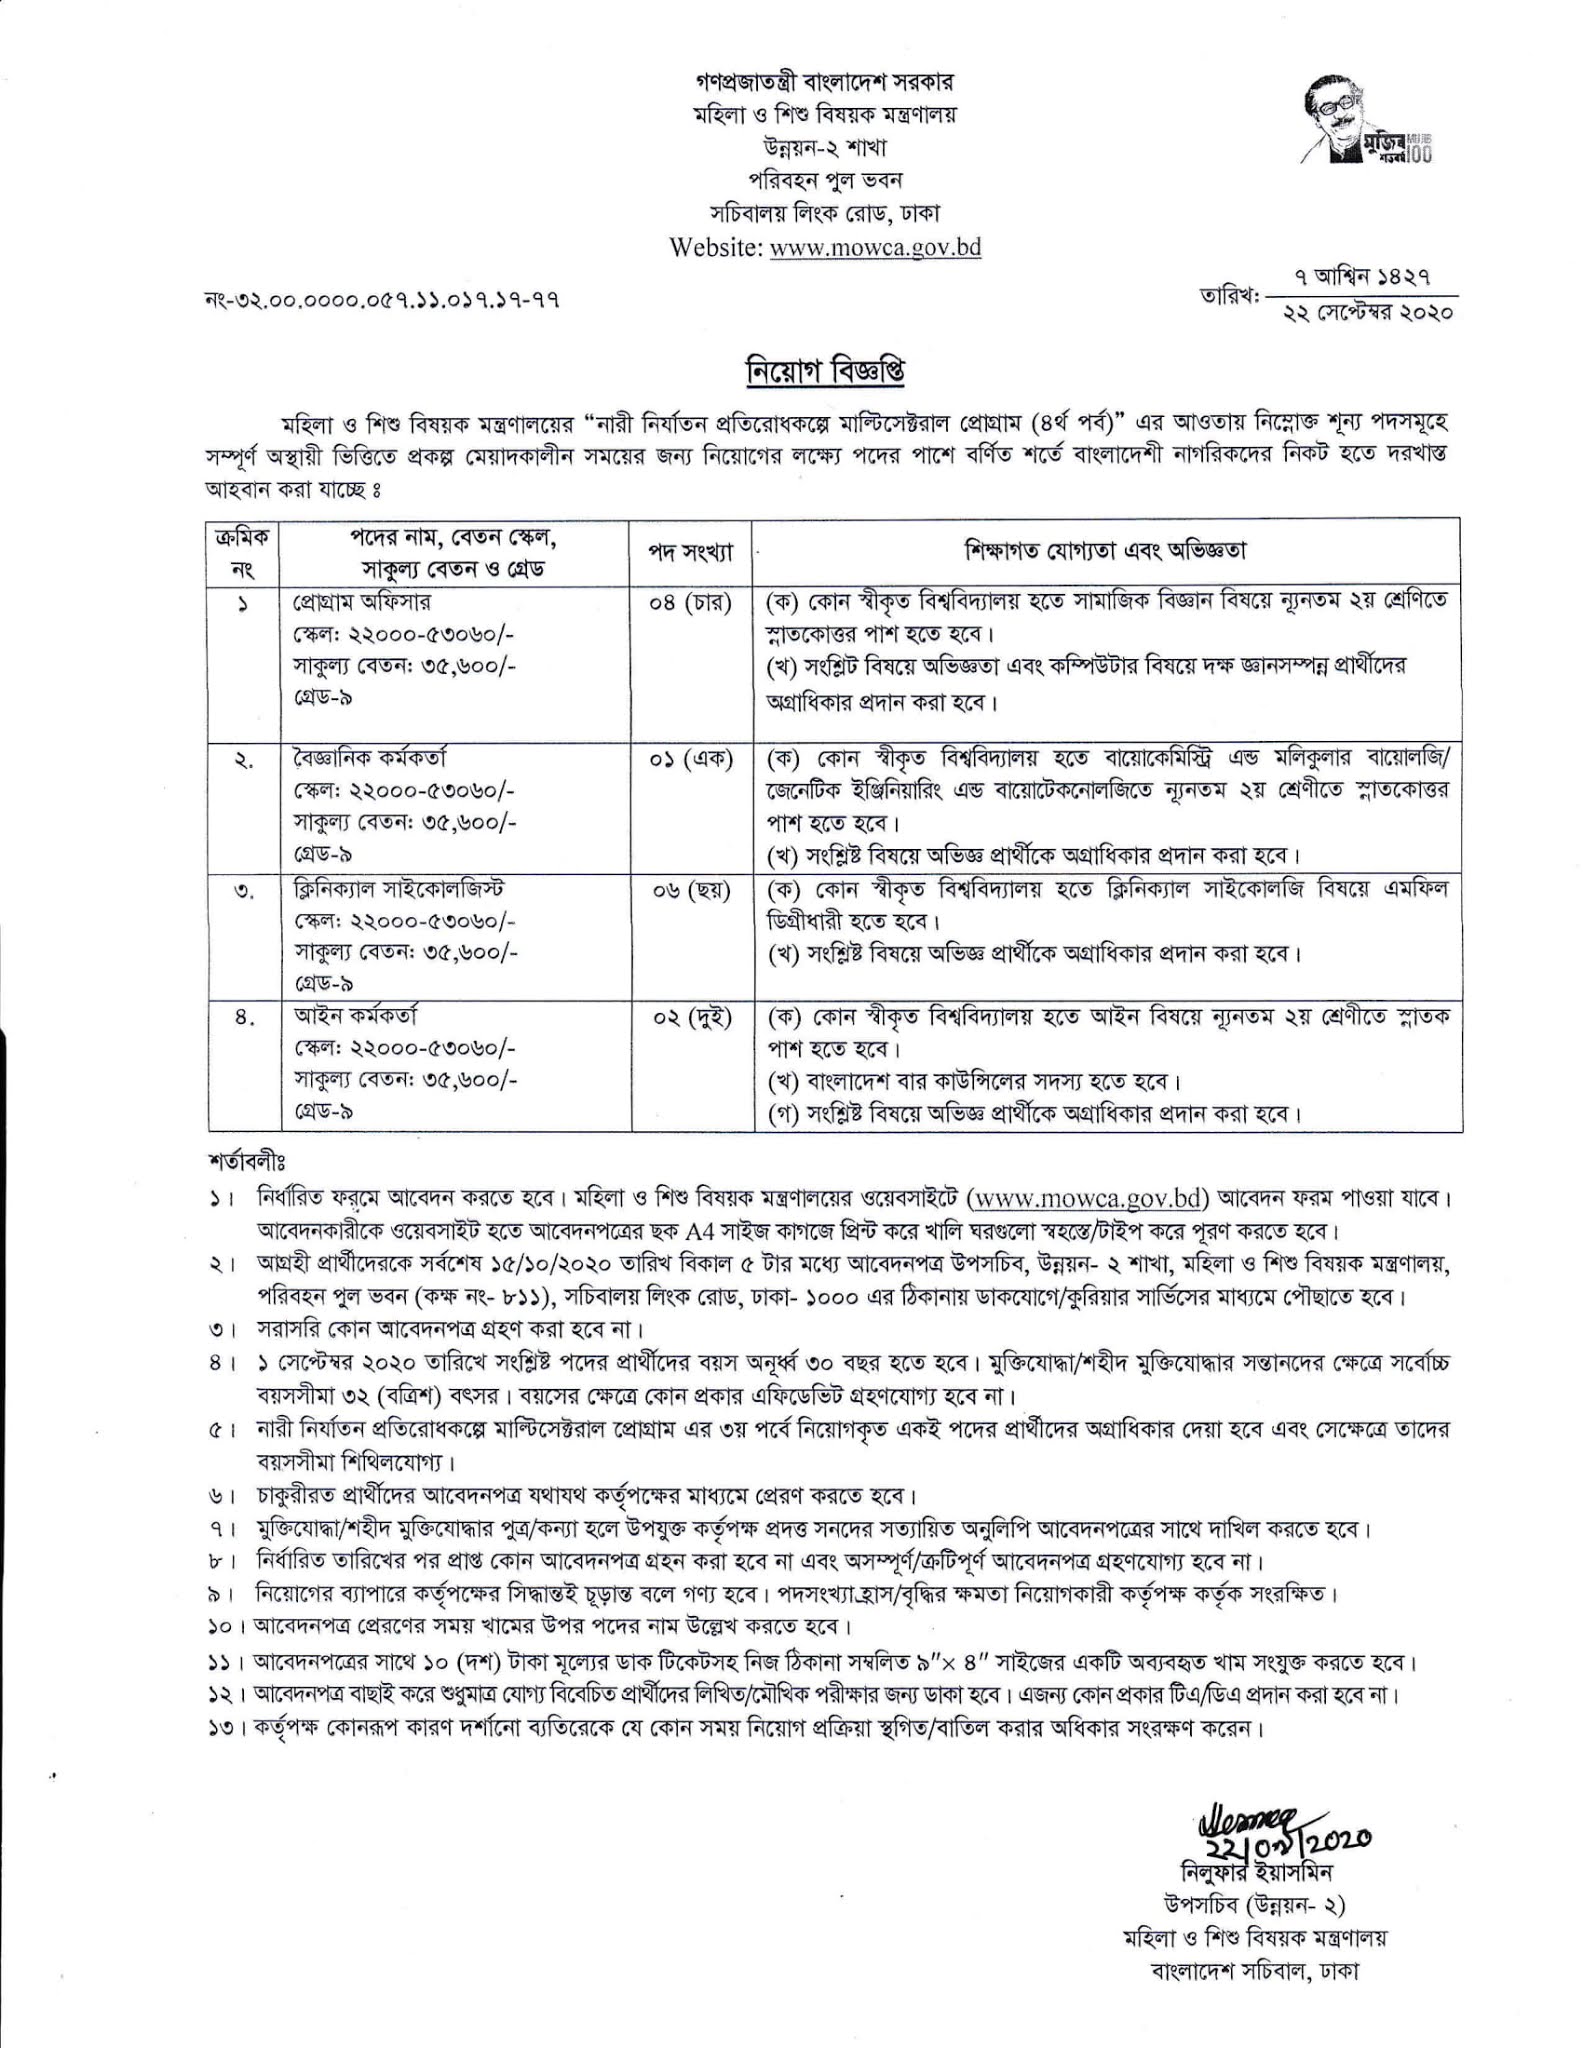 গণপ্রজাতন্ত্রী বাংলাদেশ সরকার
মহিলা ও শিশু বিষয়ক মন্ত্রণালয়
উন্নয়ন-২ শাখা
পরিবহন পুল ভবন
সচিবালয় লিংক রোড, ঢাকা
Website: www.mowca.gov.bd
মুজিব
শতবর্ষ 100
নং-৩২.০০.০০০০.০৫৭.১১.০১৭.১৭-৭৭
তারিখ:
৭ আশ্বিন ১৪২৭
২২ সেপ্টেম্বর ২০২০
নিয়োগ বিজ্ঞপ্তি
মহিলা ও শিশু বিষয়ক মন্ত্রণালয়ের “নারী নির্যাতন প্রতিরোধকল্পে মাল্টিসেক্টরাল প্রোগ্রাম (৪র্থ পর্ব)” এর আওতায় নিম্নোক্ত শূন্য পদসমূহে
সম্পূর্ণ অস্থায়ী ভিত্তিতে প্রকল্প মেয়াদকালীন সময়ের জন্য নিয়োগের লক্ষ্যে পদের পাশে বর্ণিত শর্তে বাংলাদেশী নাগরিকদের নিকট হতে দরখাস্ত
আহবান করা যাচ্ছে ঃ
ক্রমিক নং
পদের নাম, বেতন স্কেল,
সাকুল্য বেতন ও গ্রেড
পদ সংখ্যা
শিক্ষাগত যোগ্যতা এবং অভিজ্ঞতা
১
প্রোগ্রাম অফিসার
স্কেল: ২২০০০-৫৩০৬০/-
সাকুল্য বেতন: ৩৫,৬০০/-
গ্রেড-৯
০৪ (চার)
(ক) কোন স্বীকৃত বিশ্ববিদ্যালয় হতে সামাজিক বিজ্ঞান বিষয়ে ন্যূনতম ২য় শ্রেণিতে
স্নাতকোত্তর পাশ হতে হবে।
(খ) সংশ্লিট বিষয়ে অভিজ্ঞতা এবং কম্পিউটার বিষয়ে দক্ষ জ্ঞানসম্পন্ন প্রার্থীদের
অগ্রাধিকার প্রদান করা হবে।
২.
বৈজ্ঞানিক কর্মকর্তা
স্কেল: ২২০০০-৫৩০৬০/-
সাকুল্য বেতন: ৩৫,৬০০/-
গ্রেড-৯
০১ (এক)
(ক) কোন স্বীকৃত বিশ্ববিদ্যালয় হতে বায়োকেমিস্ট্রি এন্ড মলিকুলার বায়োলজি/
জেনেটিক ইঞ্জিনিয়ারিং এন্ড বায়োটেকনোলজিতে ন্যূনতম ২য় শ্রেণীতে স্নাতকোত্তর
পাশ হতে হবে।
(খ) সংশ্লিষ্ট বিষয়ে অভিজ্ঞ প্রার্থীকে অগ্রাধিকার প্রদান করা হবে।
৩.
ক্লিনিক্যাল সাইকোলজিস্ট
স্কেল: ২২০০০-৫৩০৬০/-
সাকুল্য বেতন: ৩৫,৬০০/-
গ্রেড-৯
০৬ (ছয়)
(ক) কোন স্বীকৃত বিশ্ববিদ্যালয় হতে ক্লিনিক্যাল সাইকোলজি বিষয়ে এমফিল
ডিগ্রীধারী হতে হবে।
(খ) সংশ্লিষ্ট বিষয়ে অভিজ্ঞ প্রার্থীকে অগ্রাধিকার প্রদান করা হবে।
৪.
আইন কর্মকর্তা
স্কেল: ২২০০০-৫৩০৬০/-
সাকুল্য বেতন: ৩৫,৬০০/-
গ্রেড-৯
০২ (দুই)
(ক) কোন স্বীকৃত বিশ্ববিদ্যালয় হতে আইন বিষয়ে ন্যূনতম ২য় শ্রেণীতে স্নাতক
পাশ হতে হবে।
(খ) বাংলাদেশ বার কাউন্সিলের সদস্য হতে হবে।
(গ) সংশ্লিষ্ট বিষয়ে অভিজ্ঞ প্রার্থীকে অগ্রাধিকার প্রদান করা হবে।
শর্তাবলীঃ
১। নির্ধারিত ফরমে আবেদন করতে হবে। মহিলা ও শিশু বিষয়ক মন্ত্রণালয়ের ওয়েবসাইটে (www.mowca.gov.bd) আবেদন ফরম পাওয়া যাবে।
আবেদনকারীকে ওয়েবসাইট হতে আবেদনপত্রের ছক A4 সাইজ কাগজে প্রিন্ট করে খালি ঘরগুলো স্বহস্তে/টাইপ করে পূরণ করতে হবে।
২। আগ্রহী প্রার্থীদেরকে সর্বশেষ ১৫/১০/২০২০ তারিখ বিকাল ৫ টার মধ্যে আবেদনপত্র উপসচিব, উন্নয়ন- ২ শাখা, মহিলা ও শিশু বিষয়ক মন্ত্রণালয়,
পরিবহন পুল ভবন (কক্ষ নং- ৮১১), সচিবালয় লিংক রোড, ঢাকা- ১০০০ এর ঠিকানায় ডাকযোগে/কুরিয়ার সার্ভিসের মাধ্যমে পৌছাতে হবে।
৩। সরাসরি কোন আবেদনপত্র গ্রহণ করা হবে না।
৪। ১ সেপ্টেম্বর ২০২০ তারিখে সংশ্লিষ্ট পদের প্রার্থীদের বয়স অনূর্ধ্ব ৩০ বছর হতে হবে। মুক্তিযোদ্ধা/শহীদ মুক্তিযোদ্ধার সন্তানদের ক্ষেত্রে সর্বোচ্চ
বয়সসীমা ৩২ (বত্রিশ) বৎসর। বয়সের ক্ষেত্রে কোন প্রকার এফিডেভিট গ্রহণযোগ্য হবে না।
৫। নারী নির্যাতন প্রতিরোধকল্পে মাল্টিসেক্টরাল প্রোগ্রাম এর ৩য় পর্বে নিয়োগকৃত একই পদের প্রার্থীদের অগ্রাধিকার দেয়া হবে এবং সেক্ষেত্রে তাদের
বয়সসীমা শিথিলযোগ্য।
৬। চাকুরীরত প্রার্থীদের আবেদনপত্র যথাযথ কর্তৃপক্ষের মাধ্যমে প্রেরণ করতে হবে।
৭। মুক্তিযোদ্ধা/শহীদ মুক্তিযোদ্ধার পুত্র/কন্যা হলে উপযুক্ত কর্তৃপক্ষ প্রদত্ত সনদের সত্যায়িত অনুলিপি আবেদনপত্রের সাথে দাখিল করতে হবে।
৮। নির্ধারিত তারিখের পর প্রাপ্ত কোন আবেদনপত্র গ্রহন করা হবে না এবং অসম্পূর্ণ/ত্রুটিপূর্ণ আবেদনপত্র গ্রহণযোগ্য হবে না।
৯। নিয়োগের ব্যাপারে কর্তৃপক্ষের সিদ্ধান্তই চূড়ান্ত বলে গণ্য হবে। পদসংখ্যা হ্রাস/বৃদ্ধির ক্ষমতা নিয়োগকারী কর্তৃপক্ষ কর্তৃক সংরক্ষিত।
১০। আবেদনপত্র প্রেরণের সময় খামের উপর পদের নাম উল্লেখ করতে হবে।
১১। আবেদনপত্রের সাথে ১০ (দশ) টাকা মূল্যের ডাক টিকেটসহ নিজ ঠিকানা সম্বলিত ৯″× ৪″ সাইজের একটি অব্যবহৃত খাম সংযুক্ত করতে হবে।
১২। আবেদনপত্র বাছাই করে শুধুমাত্র যোগ্য বিবেচিত প্রার্থীদের লিখিত/মৌখিক পরীক্ষার জন্য ডাকা হবে। এজন্য কোন প্রকার টিএ/ডিএ প্রদান করা হবে না।
১৩। কর্তৃপক্ষ কোনরূপ কারণ দর্শানো ব্যতিরেকে যে কোন সময় নিয়োগ প্রক্রিয়া স্থগিত/বাতিল করার অধিকার সংরক্ষণ করেন।
22/০৯/2020
নিলুফার ইয়াসমিন
উপসচিব (উন্নয়ন- ২)
মহিলা ও শিশু বিষয়ক মন্ত্রণালয়
বাংলাদেশ সচিবাল, ঢাকা